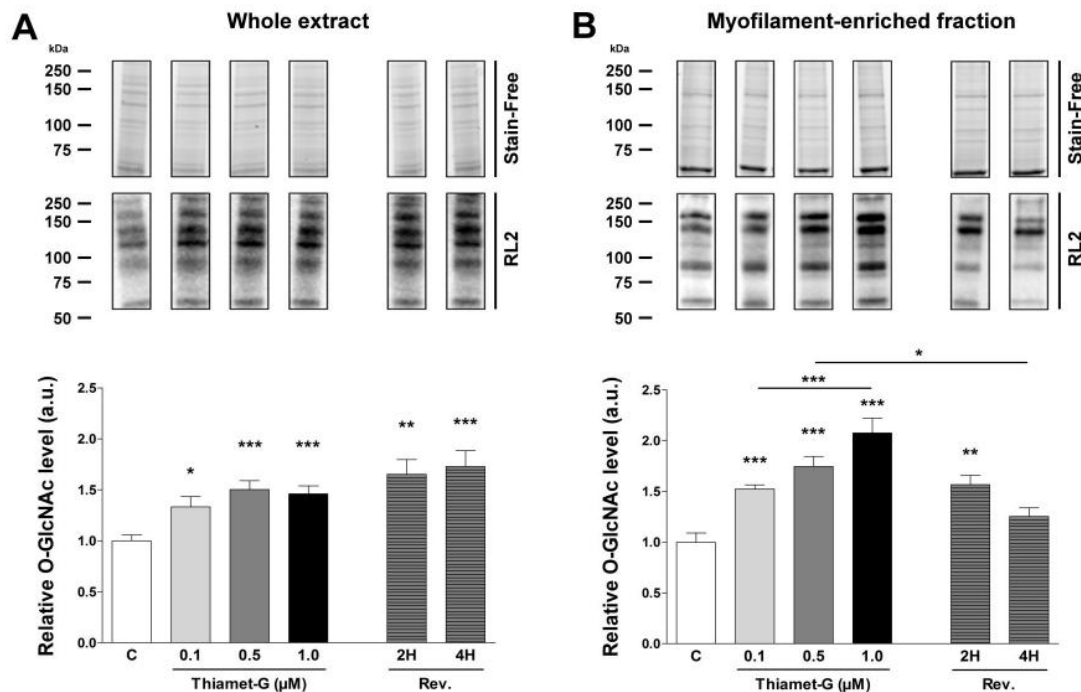 A
Whole extract
kDa
250
150
100
75
Stain-Free
250
150
100
75
50
RL2
Relative O-GlcNAc level (a.u.)
2.5
2.0
1.5
1.0
0.5
0.0
*
***
***
**
***
C 0.1 0.5 1.0 2H 4H
Thiamet-G (µM) Rev.
B
Myofilament-enriched fraction
kDa
250
150
100
75
Stain-Free
250
150
100
75
50
RL2
Relative O-GlcNAc level (a.u.)
2.5
2.0
1.5
1.0
0.5
0.0
*
***
***
***
***
**
C 0.1 0.5 1.0 2H 4H
Thiamet-G (µM) Rev.